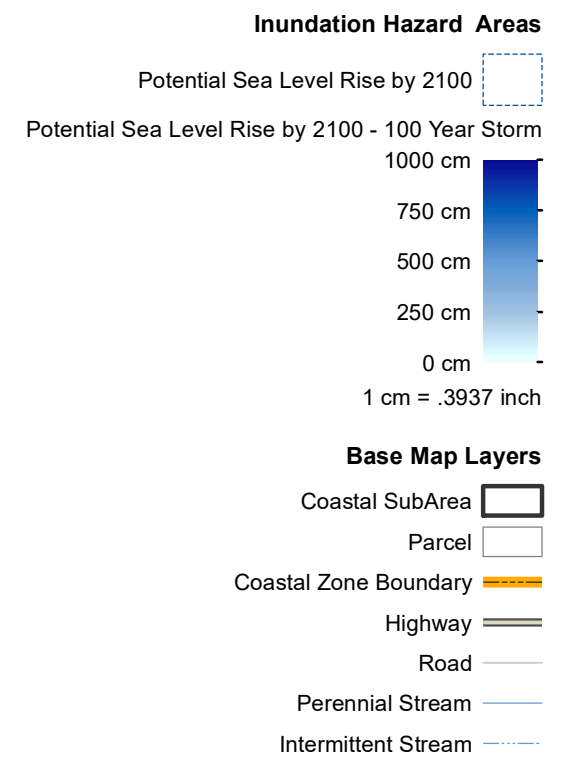 Inundation Hazard Areas
Potential Sea Level Rise by 2100
Potential Sea Level Rise by 2100 - 100 Year Storm
1000 cm
750 cm
500 cm
250 cm
0 cm
1 cm = .3937 inch
Base Map Layers
Coastal SubArea
Parcel
Coastal Zone Boundary
Highway
Road
Perennial Stream
Intermittent Stream